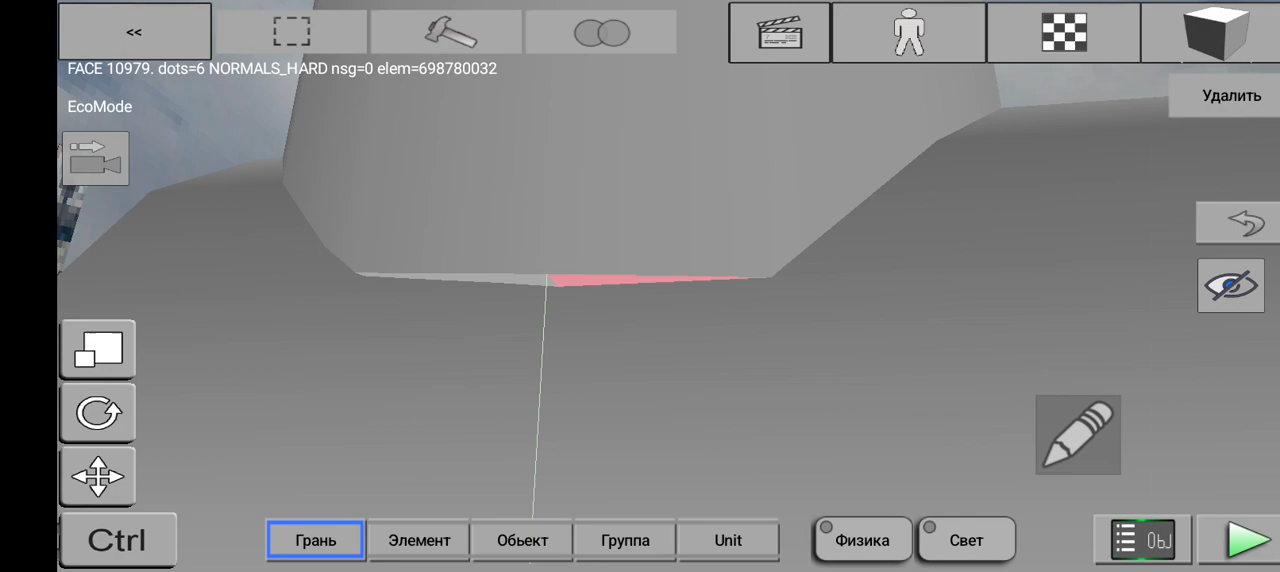 <<
FACE 10979. dots=6 NORMALS_HARD nsg=0 elem=698780032
Удалить
EcoMode
Ctrl
Грань
Элемент
Обьект
Группа
Unit
Физика
Свет
Obj